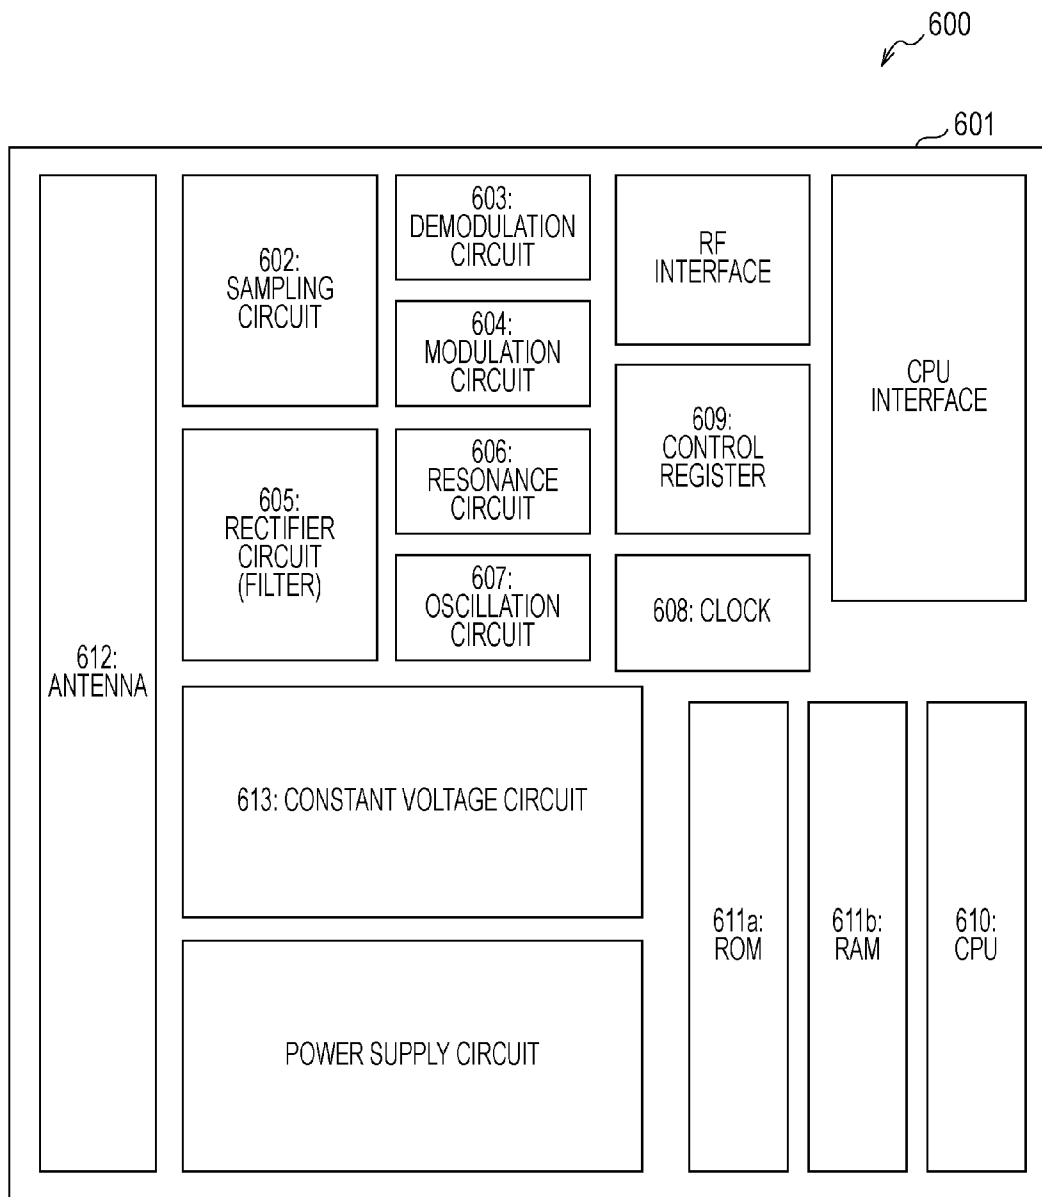 600
601
612:
ANTENNA
602:
SAMPLING
CIRCUIT
603:
DEMODULATION
CIRCUIT
604:
MODULATION
CIRCUIT
RF
INTERFACE
CPU
INTERFACE
605:
RECTIFIER
CIRCUIT
(FILTER)
606:
RESONANCE
CIRCUIT
607:
OSCILLATION
CIRCUIT
609:
CONTROL
REGISTER
608: CLOCK
613: CONSTANT VOLTAGE CIRCUIT
POWER SUPPLY CIRCUIT
611a:
ROM
611b:
RAM
610:
CPU